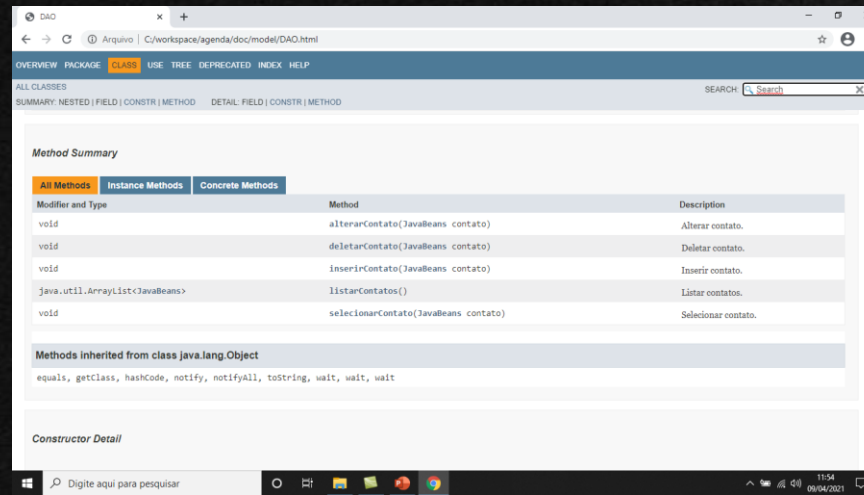 DAO
Arquivo | C:/workspace/agenda/doc/model/DAO.html
OVERVIEW PACKAGE CLASS USE TREE DEPRECATED INDEX HELP
ALL CLASSES
SEARCH: Search
SUMMARY: NESTED | FIELD | CONSTR | METHOD DETAIL: FIELD | CONSTR | METHOD
Method Summary
All Methods Instance Methods Concrete Methods
Modifier and Type Method Description
void alterarContato(JavaBeans contato) Alterar contato.
void deletarContato(JavaBeans contato) Deletar contato.
void inserirContato(JavaBeans contato) Inserir contato.
java.util.ArrayList<JavaBeans> listarContatos() Listar contatos.
void selecionarContato(JavaBeans contato) Selecionar contato.
Methods inherited from class java.lang.Object
equals, getClass, hashCode, notify, notifyAll, toString, wait, wait, wait
Constructor Detail
Digite aqui para pesquisar
11:54
09/04/2021